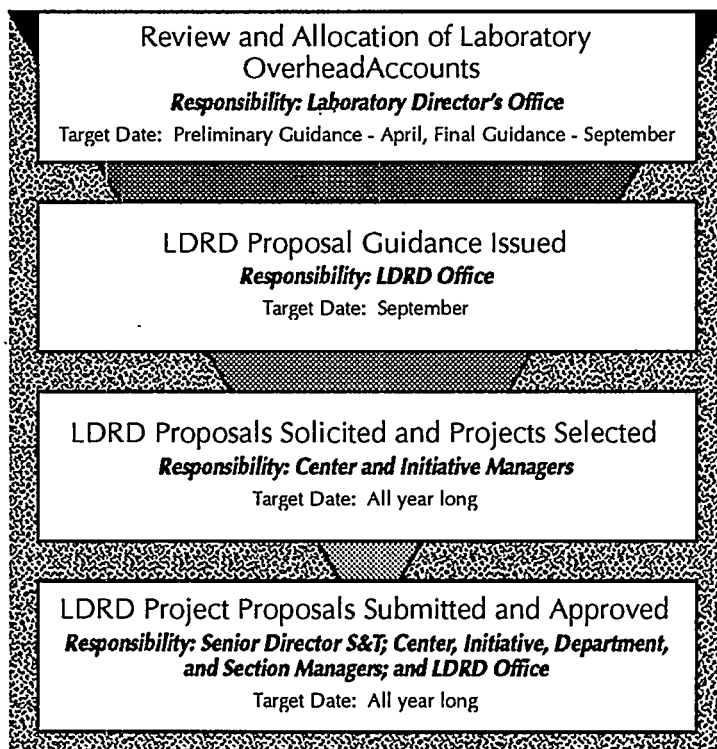 Review and Allocation of Laboratory
OverheadAccounts
Responsibility: Laboratory Director's Office
Target Date: Preliminary Guidance - April, Final Guidance - September
LDRD Proposal Guidance Issued
Responsibility: LDRD Office
Target Date: September
LDRD Proposals Solicited and Projects Selected
Responsibility: Center and Initiative Managers
Target Date: All year long
LDRD Project Proposals Submitted and Approved
Responsibility: Senior Director S&T; Center, Initiative, Department,
and Section Managers; and LDRD Office
Target Date: All year long